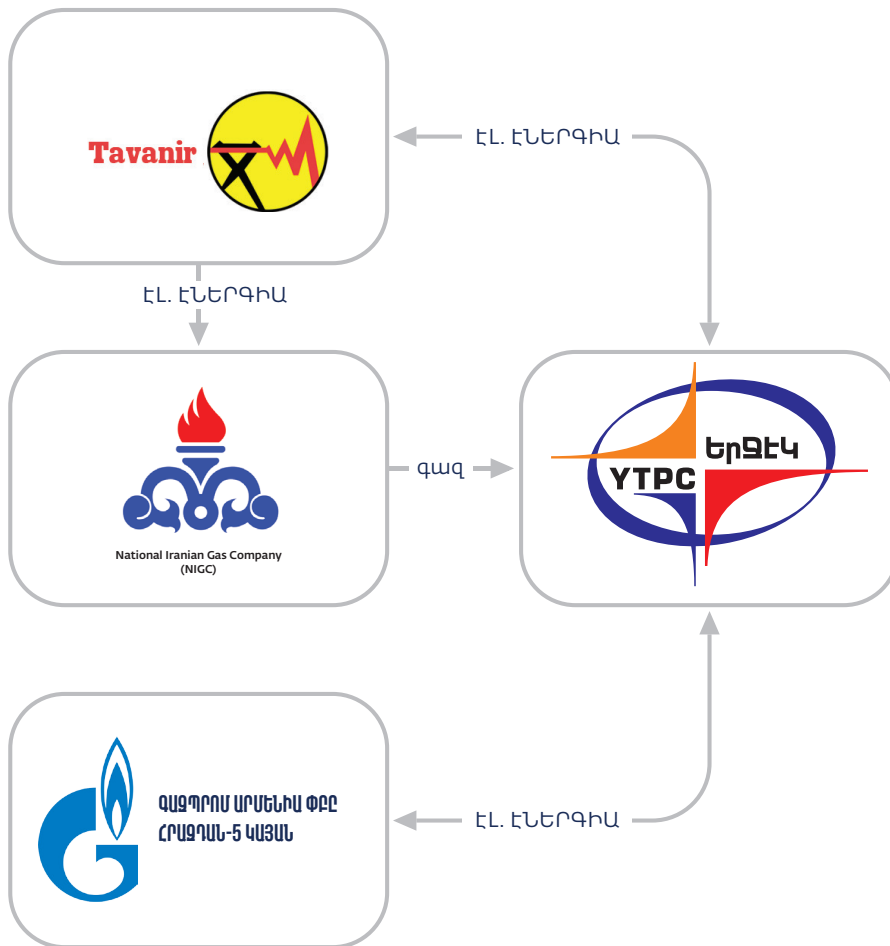 Tavanir
ԷԼ. ԷՆԵՐԳԻԱ
ԷԼ. ԷՆԵՐԳԻԱ
National Iranian Gas Company
(NIGC)
գազ
ԵրՋԷԿ
YTPC
ԳԱԶՊՐՈՄ ԱՐՄԵՆԻԱ ՓԲԸ
ՀՐԱԶԴԱՆ-5 ԿԱՅԱՆ
ԷԼ. ԷՆԵՐԳԻԱ